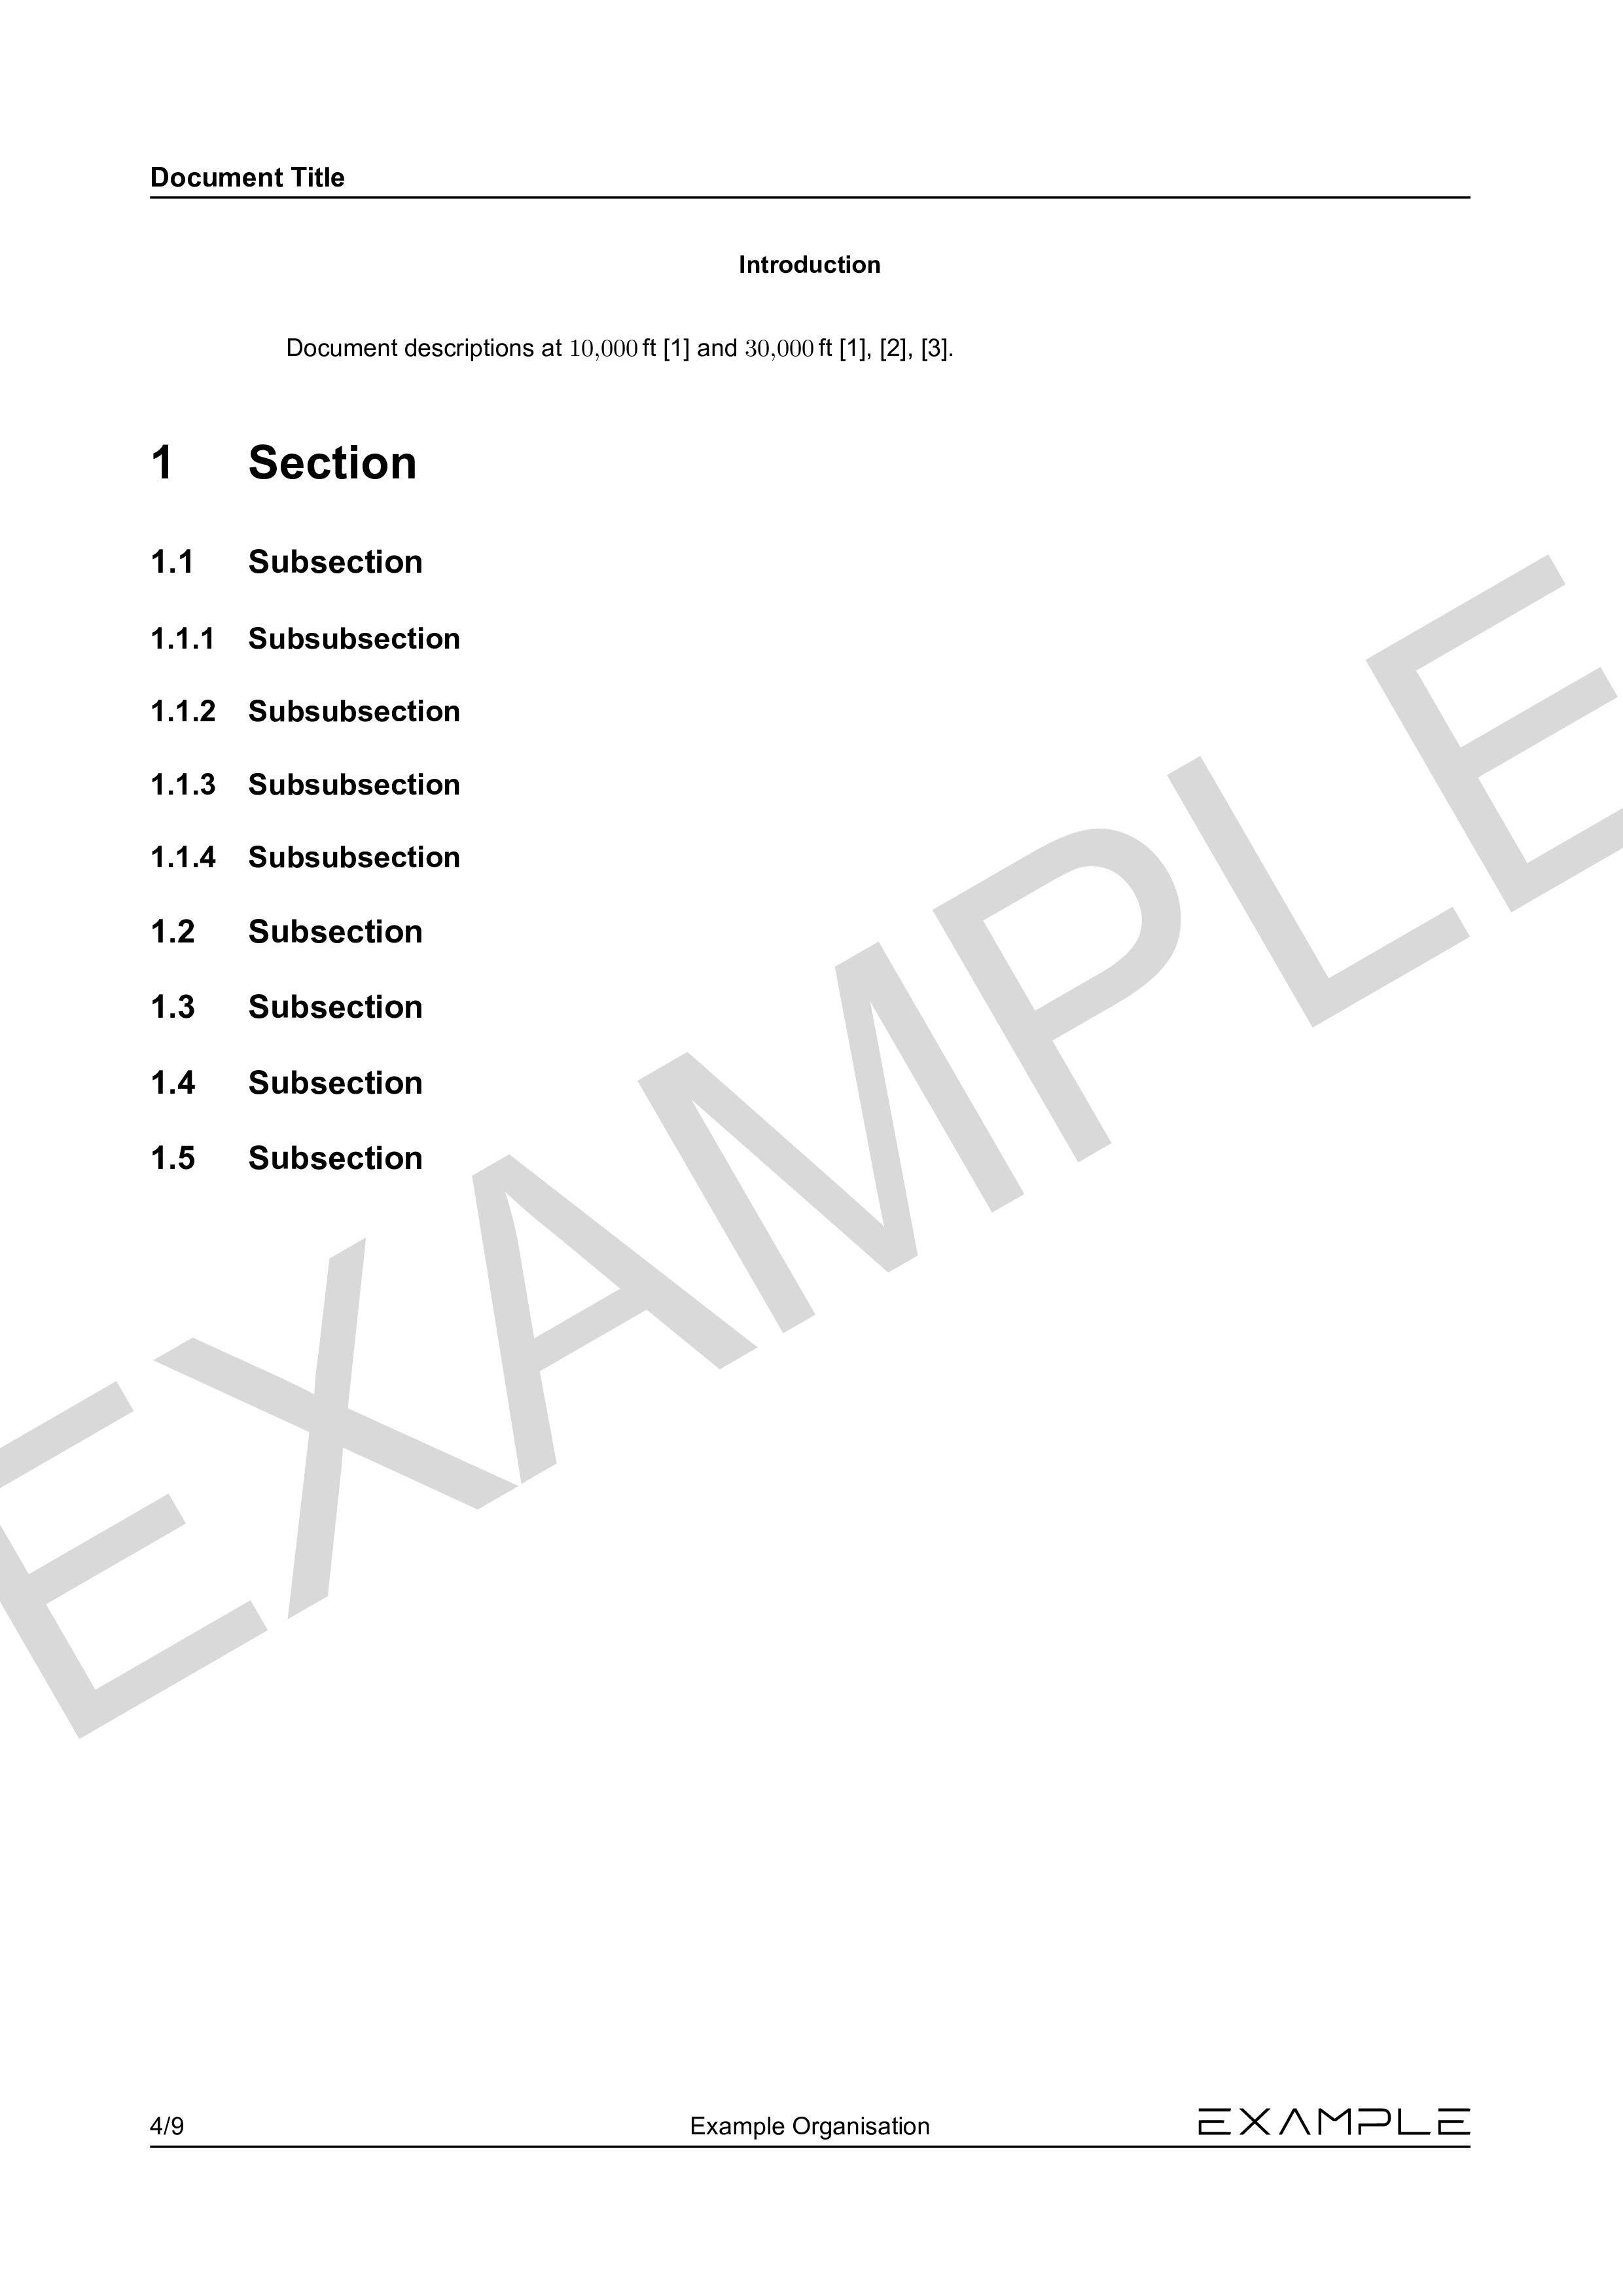 Document Title
Introduction
Document descriptions at 10,000 ft [1] and 30,000 ft [1], [2], [3].
1 Section
1.1 Subsection
1.1.1 Subsubsection
1.1.2 Subsubsection
1.1.3 Subsubsection
1.1.4 Subsubsection
1.2 Subsection
1.3 Subsection
1.4 Subsection
1.5 Subsection
EXAMPLE
4/9 Example Organisation EXAMPLE